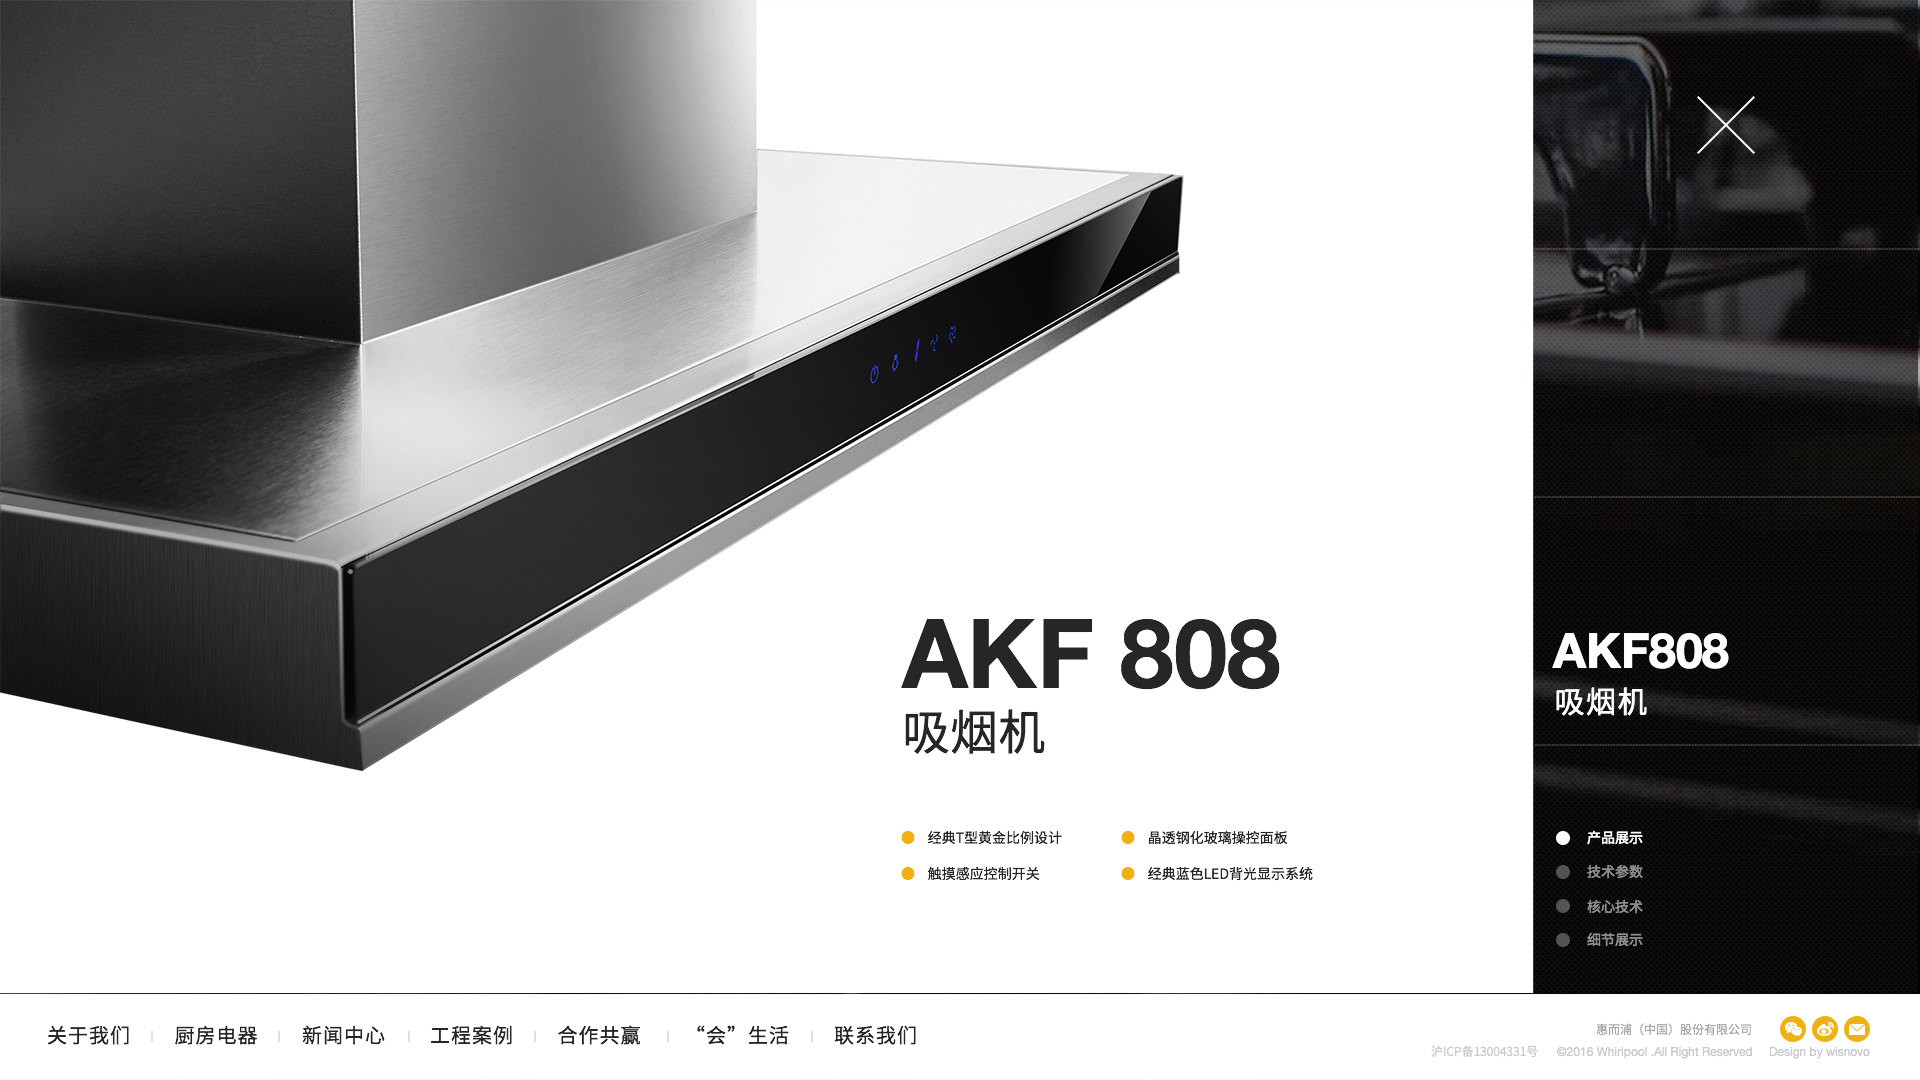 AKF 808
吸烟机
经典T型黄金比例设计
晶透钢化玻璃操控面板
触摸感应控制开关
经典蓝色LED背光显示系统
AKF808
吸烟机
产品展示
技术参数
核心技术
细节展示
关于我们
厨房电器
新闻中心
工程案例
合作共赢
“会”生活
联系我们
惠而浦（中国）股份有限公司
沪ICP备13004331号 ©2016 Whirlpool .All Right Reserved Design by wisnovo